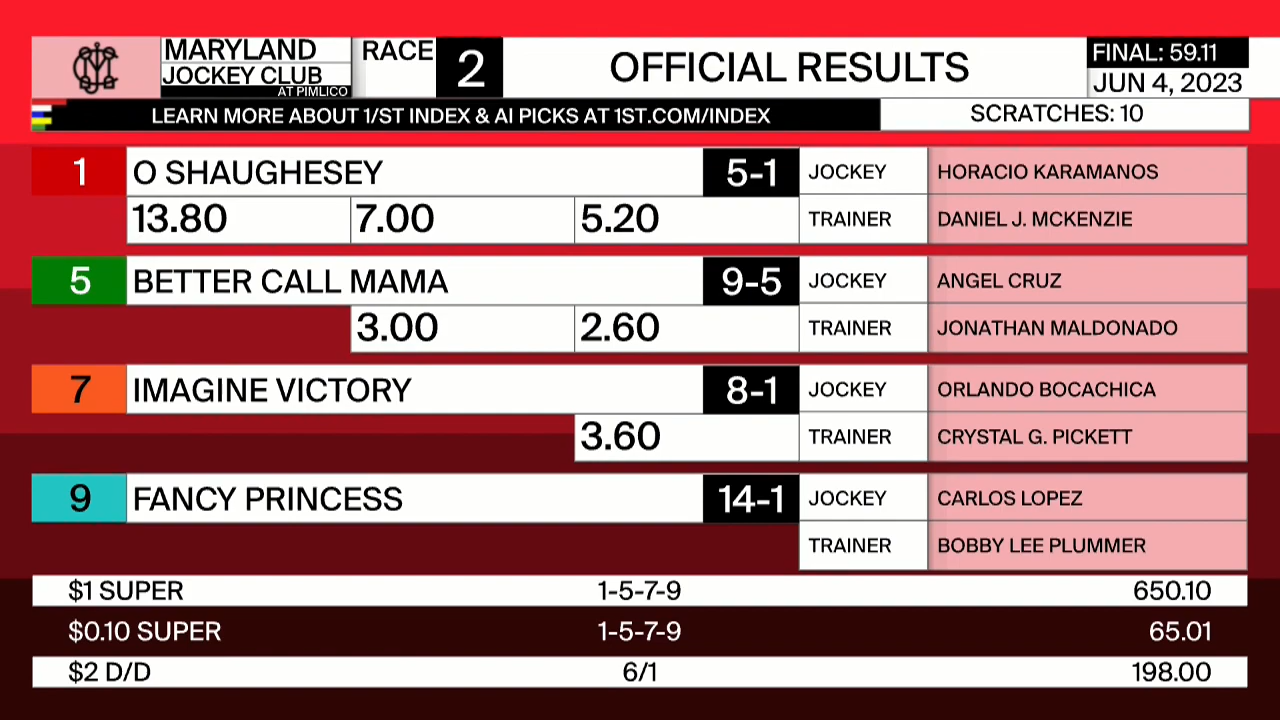 MARYLAND
JOCKEY CLUB
AT PIMLICO
RACE 2
OFFICIAL RESULTS
FINAL: 59.11
JUN 4, 2023
LEARN MORE ABOUT 1/ST INDEX & AI PICKS AT 1ST.COM/INDEX
SCRATCHES: 10
1 O SHAUGHESEY 5-1 JOCKEY HORACIO KARAMANOS
13.80 7.00 5.20 TRAINER DANIEL J. MCKENZIE
5 BETTER CALL MAMA 9-5 JOCKEY ANGEL CRUZ
3.00 2.60 TRAINER JONATHAN MALDONADO
7 IMAGINE VICTORY 8-1 JOCKEY ORLANDO BOCACHICA
3.60 TRAINER CRYSTAL G. PICKETT
9 FANCY PRINCESS 14-1 JOCKEY CARLOS LOPEZ
TRAINER BOBBY LEE PLUMMER
$1 SUPER 1-5-7-9 650.10
$0.10 SUPER 1-5-7-9 65.01
$2 D/D 6/1 198.00